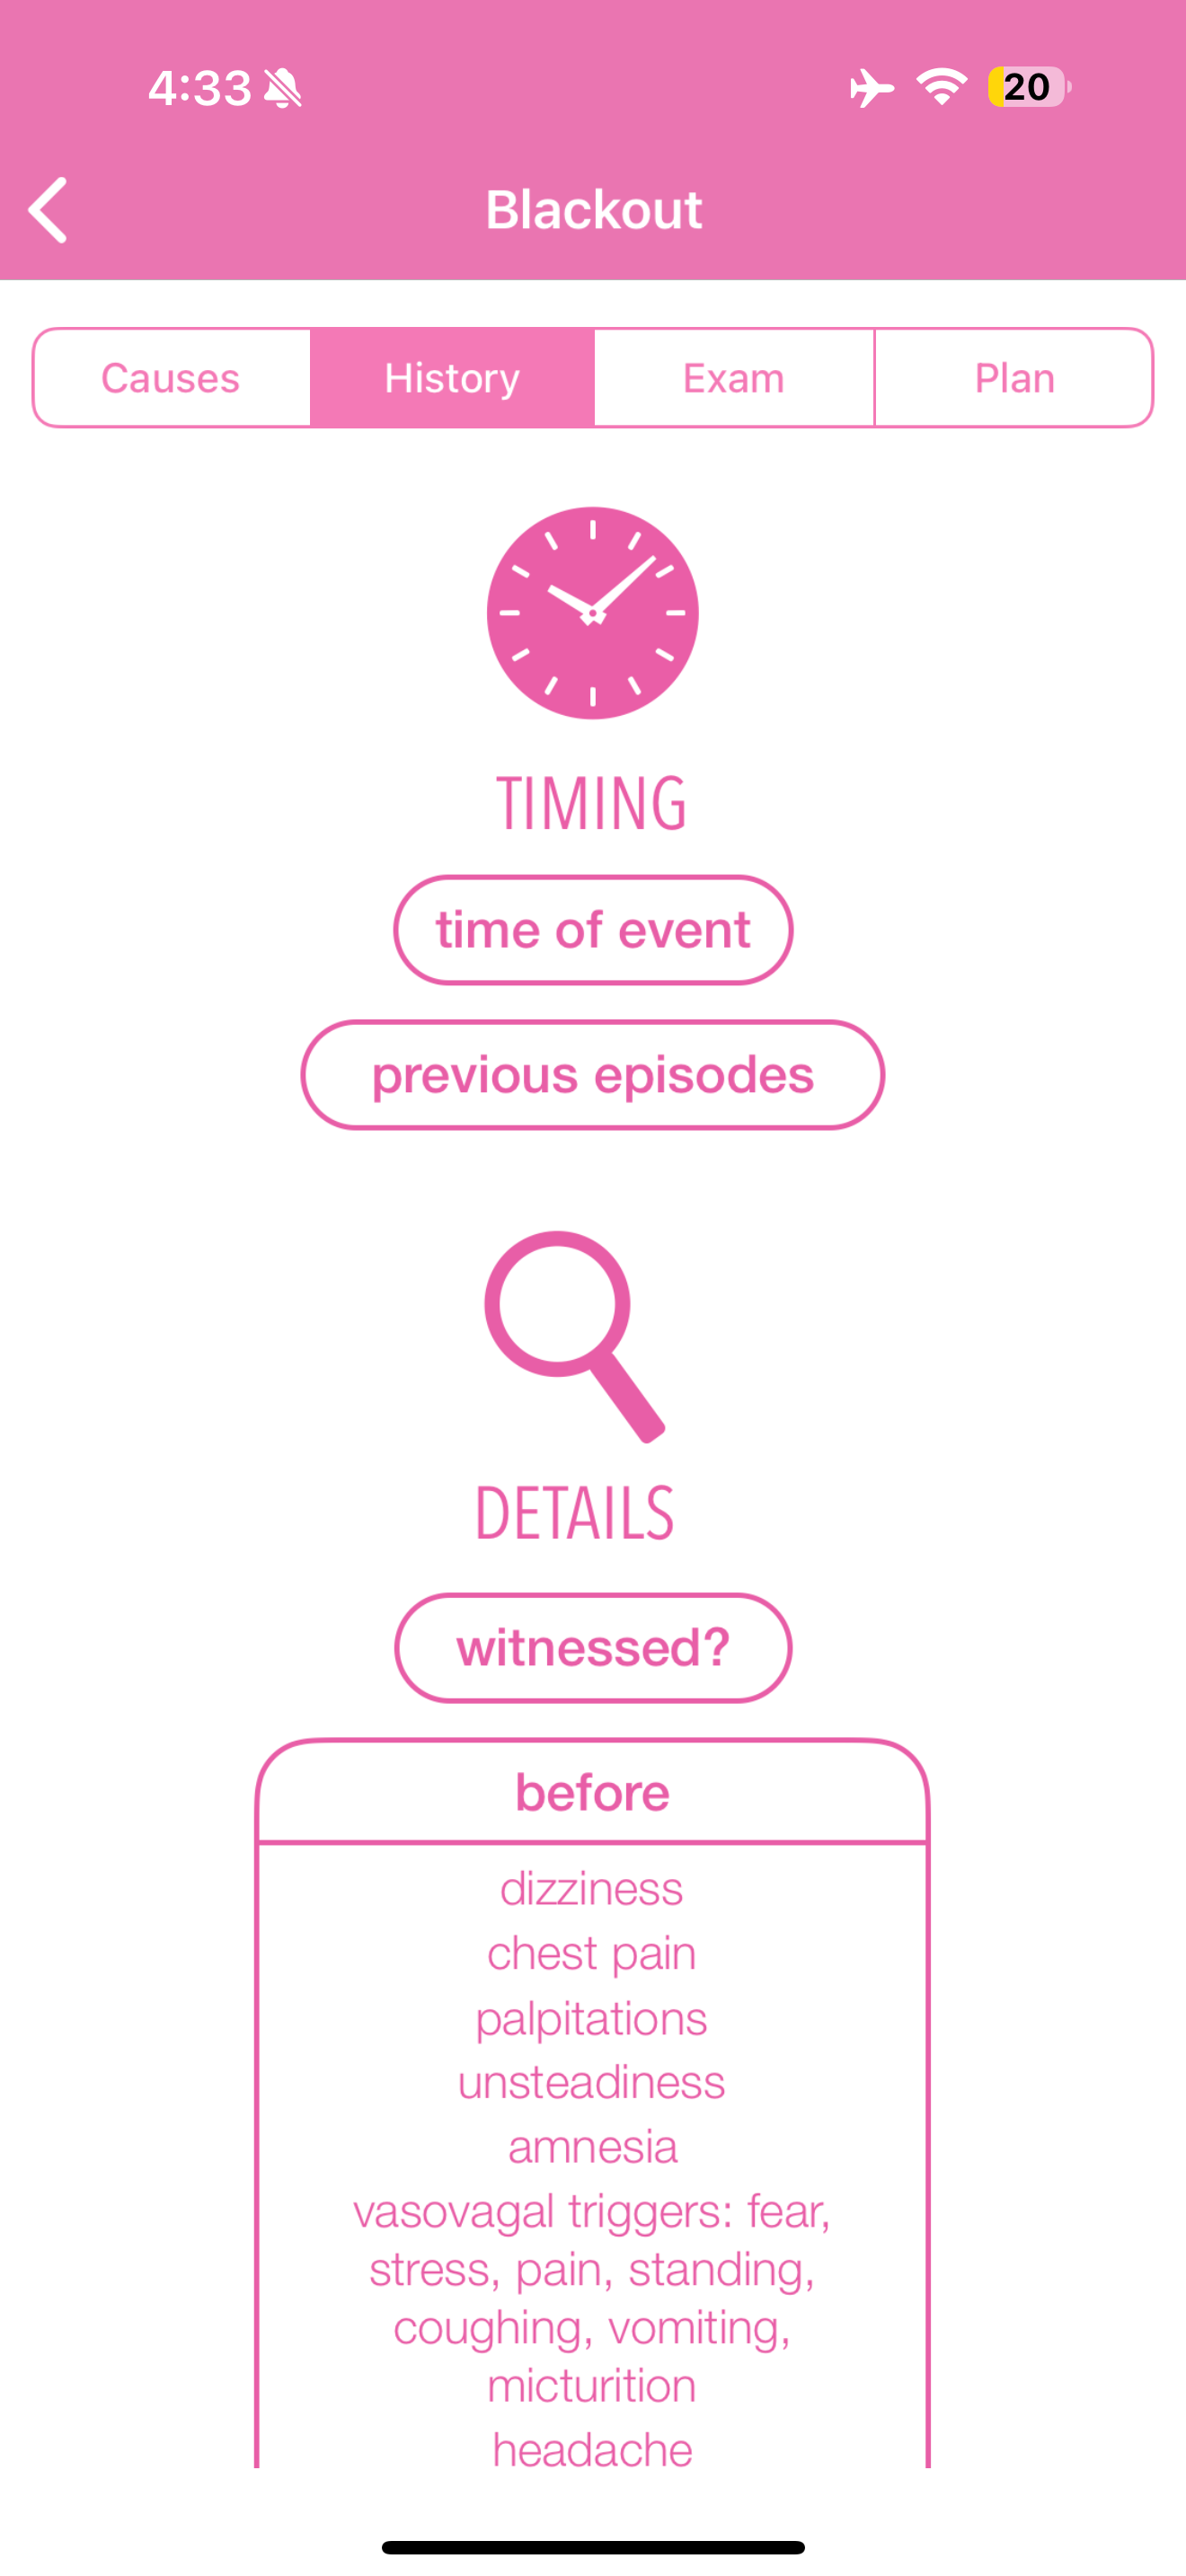 4:33
20
Blackout
Causes
History
Exam
Plan
TIMING
time of event
previous episodes
DETAILS
witnessed?
before
dizziness
chest pain
palpitations
unsteadiness
amnesia
vasovagal triggers: fear,
stress, pain, standing,
coughing, vomiting,
micturition
headache